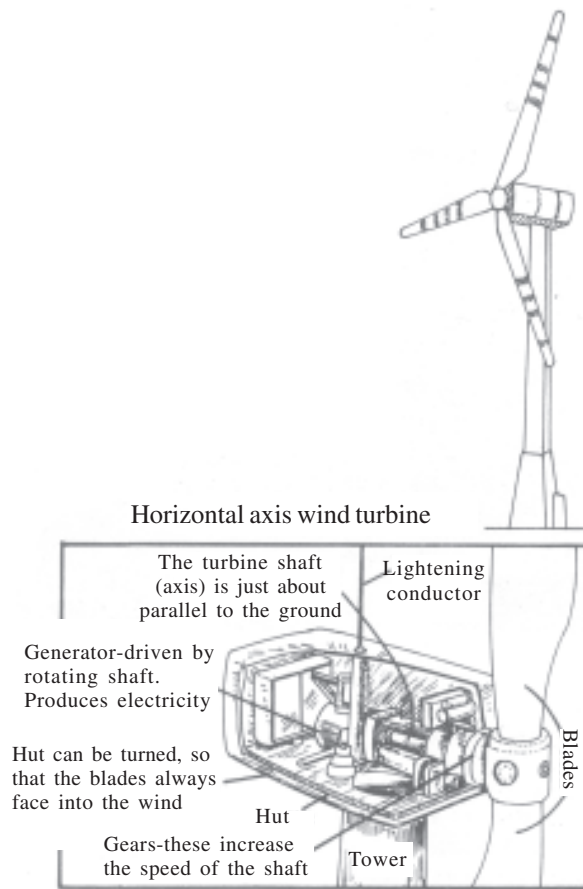 Horizontal axis wind turbine
The turbine shaft
(axis) is just about
parallel to the ground
Lightening
conductor
Generator-driven by
rotating shaft.
Produces electricity
Hut can be turned, so
that the blades always
face into the wind
Blades
Hut
Gears-these increase
the speed of the shaft
Tower